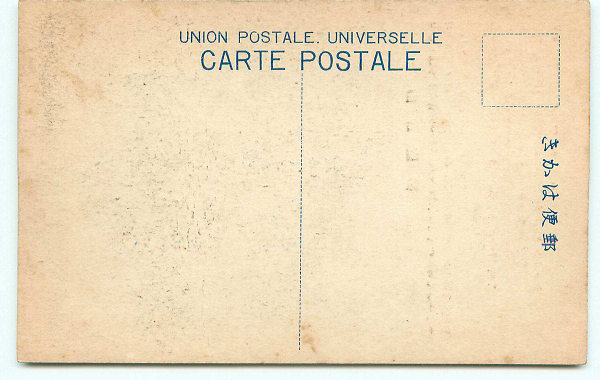 UNION POSTALE. UNIVERSELLE
CARTE POSTALE
きかは便郵